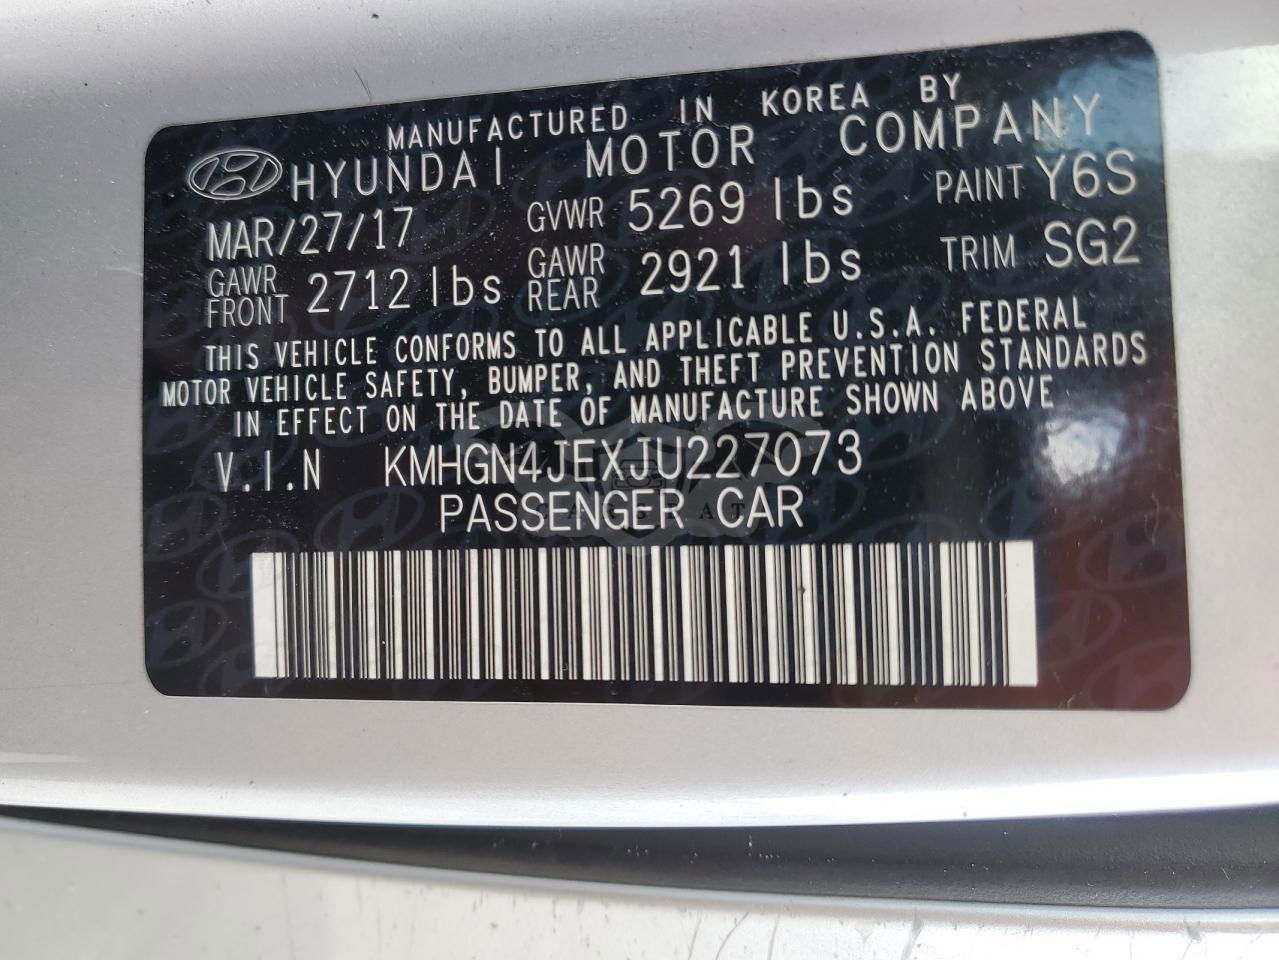 MANUFACTURED IN KOREA BY
HYUNDAI MOTOR COMPANY
MAR/27/17 GVWR 5269 lbs PAINT Y6S
GAWR FRONT 2712 lbs GAWR REAR 2921 lbs TRIM SG2
THIS VEHICLE CONFORMS TO ALL APPLICABLE U.S.A. FEDERAL
MOTOR VEHICLE SAFETY, BUMPER, AND THEFT PREVENTION STANDARDS
IN EFFECT ON THE DATE OF MANUFACTURE SHOWN ABOVE
V.I.N KMHGN4JEXJU227073
PASSENGER CAR